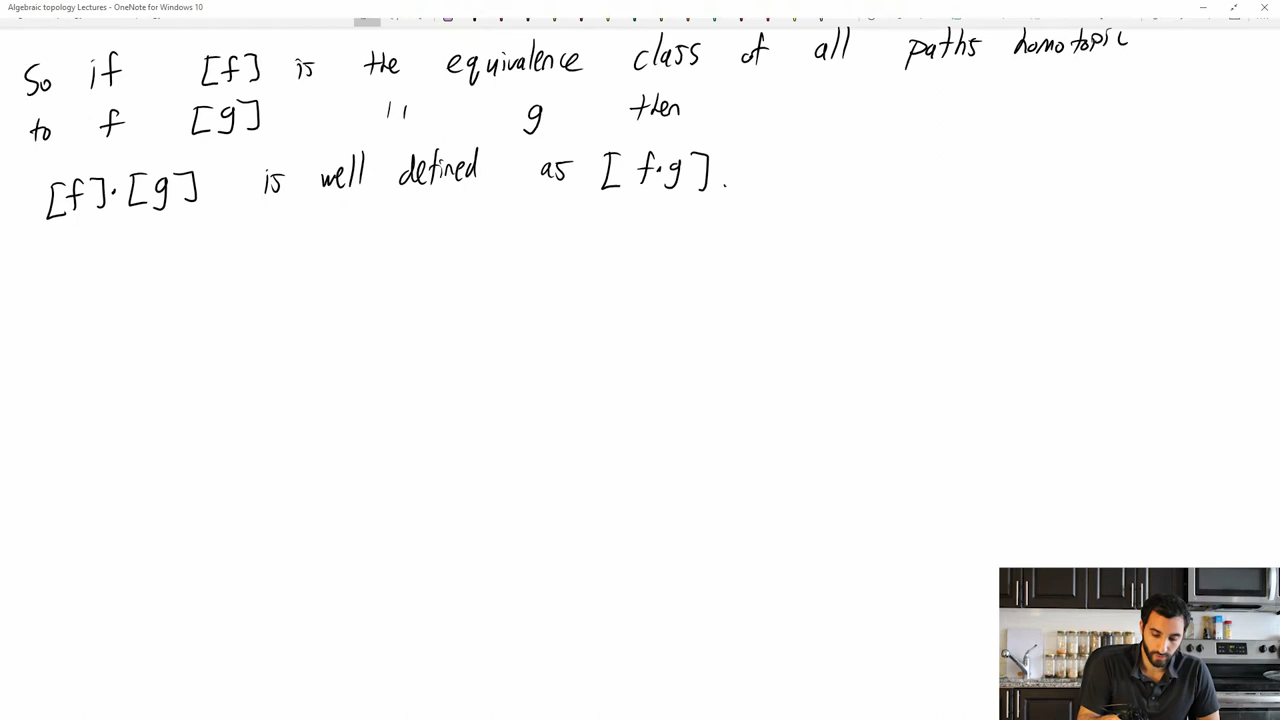 Algebraic topology Lectures - OneNote for Windows 10
So if [f] is the equivalence class of all paths homotopic
to f [g] " g then
[f]·[g] is well defined as [f·g].